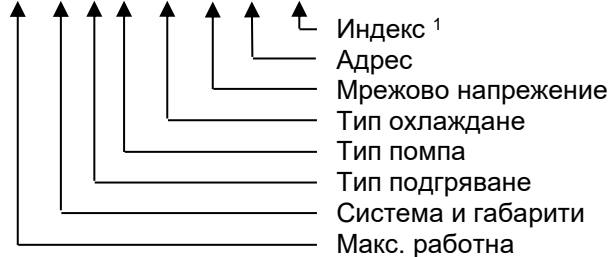 Индекс ¹
Адрес
Мрежово напрежение
Тип охлаждане
Тип помпа
Тип подгряване
Система и габарити
Макс. работна